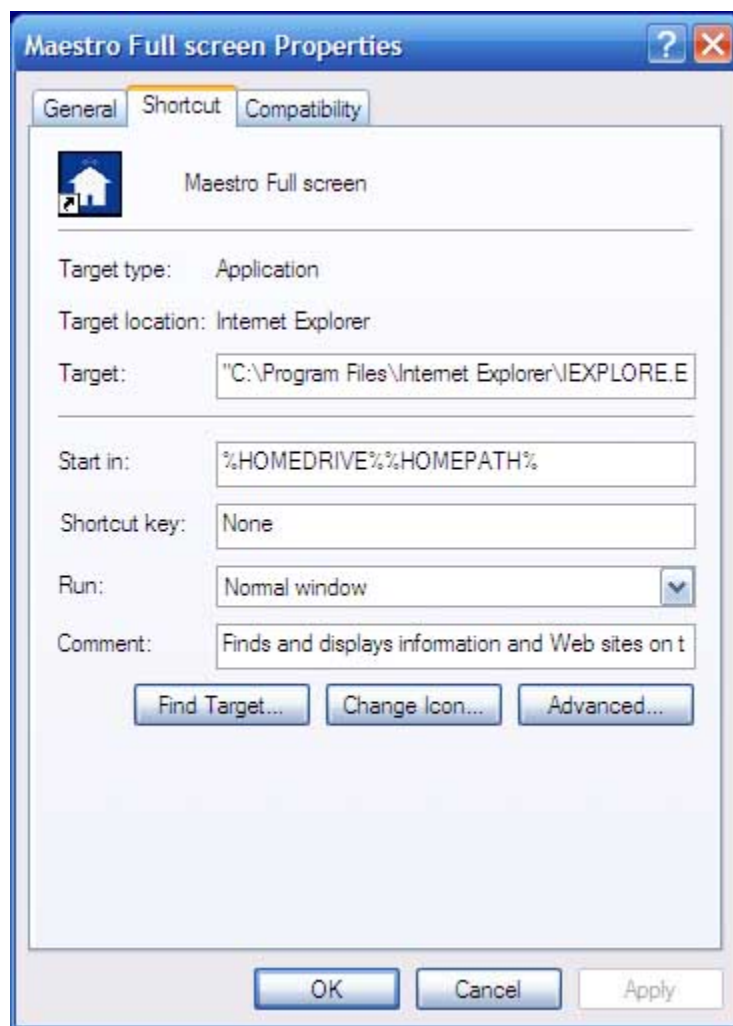 Maestro Full screen Properties
General Shortcut Compatibility
Maestro Full screen
Target type: Application
Target location: Internet Explorer
Target: "C:\Program Files\Internet Explorer\IEXPLORE.E
Start in: %HOMEDRIVE%%HOMEPATH%
Shortcut key: None
Run: Normal window
Comment: Finds and displays information and Web sites on t
Find Target... Change Icon... Advanced...
OK Cancel Apply